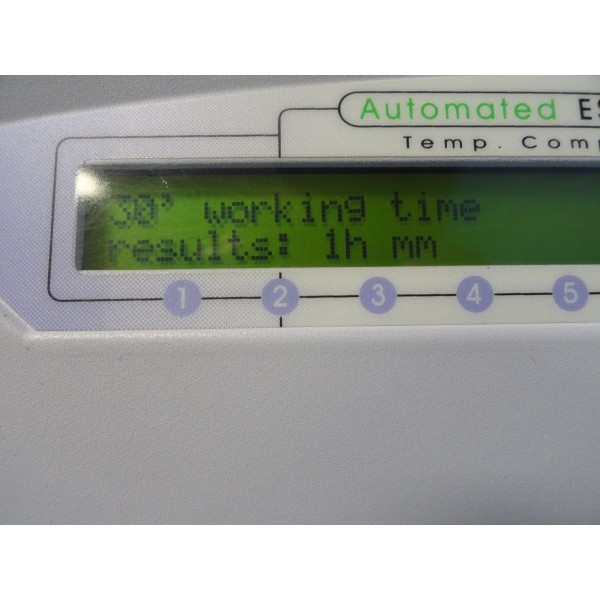 Automated ES
Temp. Comp
30' working time
results: 1h mm
1 2 3 4 5